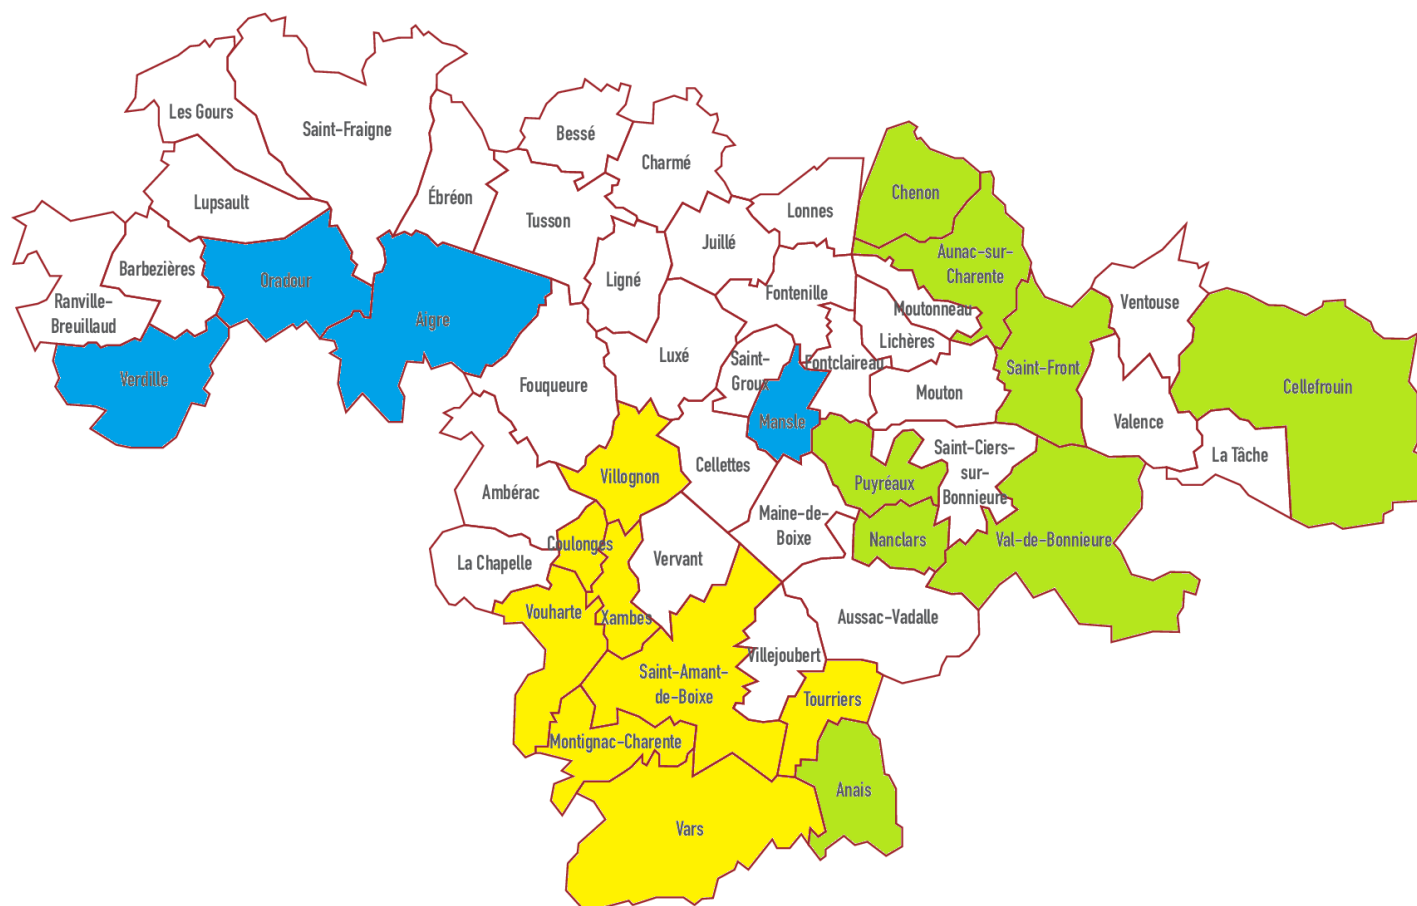 Les Gours
Saint-Fraigne
Bessé
Charmé
Lupsault
Ébréon
Tusson
Lonnes
Chenon
Juillé
Barbezières
Oradour
Ligné
Fontenille
Aunac-sur-
Charente
Ranville-
Breuillaud
Aigre
Moutonneau
Ventouse
Lichères
Verdille
Fouqueure
Luxé
Saint-
Groux
Fontclaireau
Saint-Front
Cellefrouin
Mouton
Mansle
Valence
Villognon
Cellettes
Saint-Ciers-
sur-
Bonnieure
La Tâche
Ambérac
Puyréaux
Maine-de-
Boixe
Nanclars
Val-de-Bonnieure
Coulonges
La Chapelle
Vervant
Vouharte
Xambes
Aussac-Vadalle
Villejoubert
Saint-Amant-
de-Boixe
Tourriers
Montignac-Charente
Anais
Vars